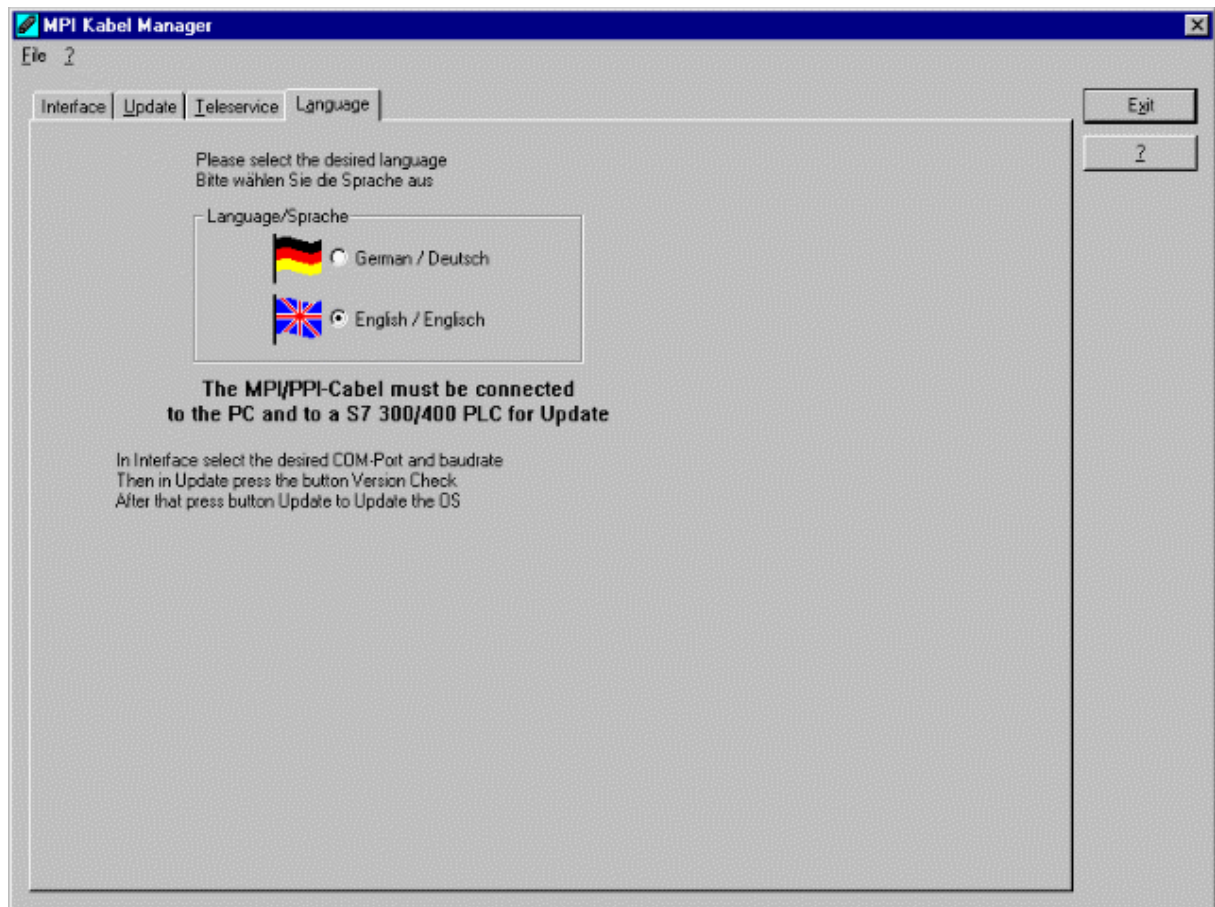 MPI Kabel Manager
File ?
Interface Update Teleservice Language
Exit
?
Please select the desired language
Bitte wählen Sie die Sprache aus
Language/Sprache
German / Deutsch
English / Englisch
The MPI/PPI-Cabel must be connected
to the PC and to a S7 300/400 PLC for Update
In Interface select the desired COM-Port and baudrate
Then in Update press the button Version Check
After that press button Update to Update the OS